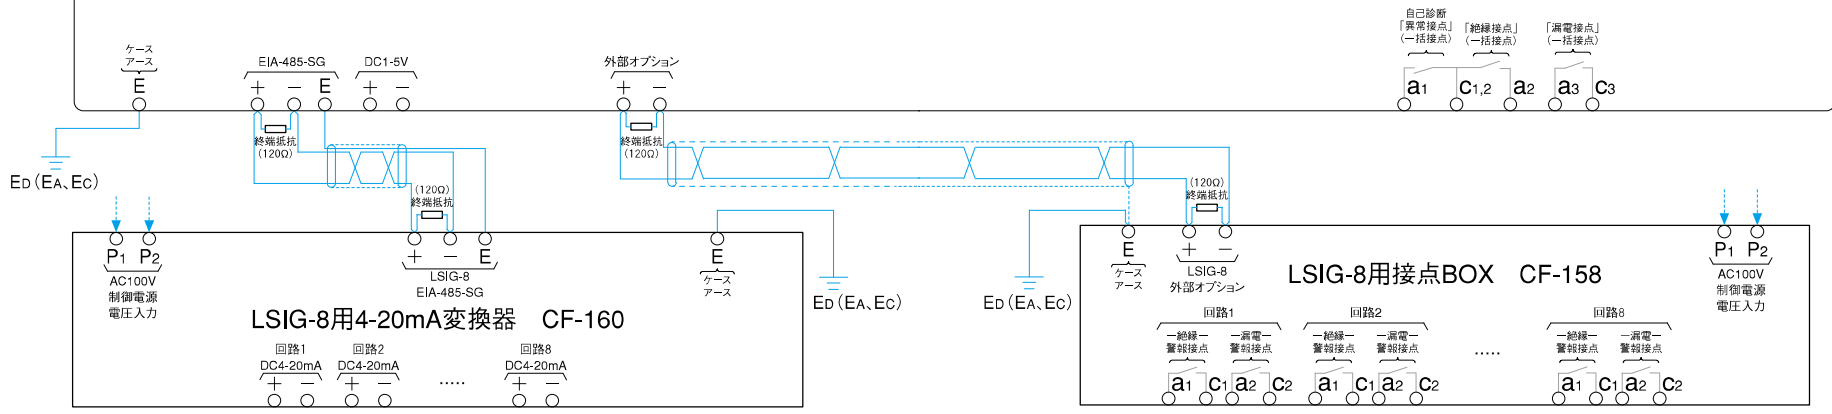 自己診断
「異常接点」
(一括接点)
「絶縁接点」
(一括接点)
「漏電接点」
(一括接点)
ケース
アース
E
EIA-485-SG
+ − E
DC1-5V
+ −
外部オプション
+ −
a1 c1,2 a2 a3 c3
終端抵抗
(120Ω)
終端抵抗
(120Ω)
ED (EA、EC)
(120Ω)
終端抵抗
(120Ω)
終端抵抗
P1 P2
AC100V
制御電源
電圧入力
+ − E
LSIG-8
EIA-485-SG
E
ケース
アース
ED (EA、EC)
LSIG-8用4-20mA変換器 CF-160
回路1
DC4-20mA
+ −
回路2
DC4-20mA
+ −
.....
回路8
DC4-20mA
+ −
ED (EA、EC)
E
ケース
アース
+ −
LSIG-8
外部オプション
LSIG-8用接点BOX CF-158
P1 P2
AC100V
制御電源
電圧入力
回路1
−絶縁−
警報接点
−漏電−
警報接点
a1 c1 a2 c2
回路2
−絶縁−
警報接点
−漏電−
警報接点
a1 c1 a2 c2
.....
回路8
−絶縁−
警報接点
−漏電−
警報接点
a1 c1 a2 c2